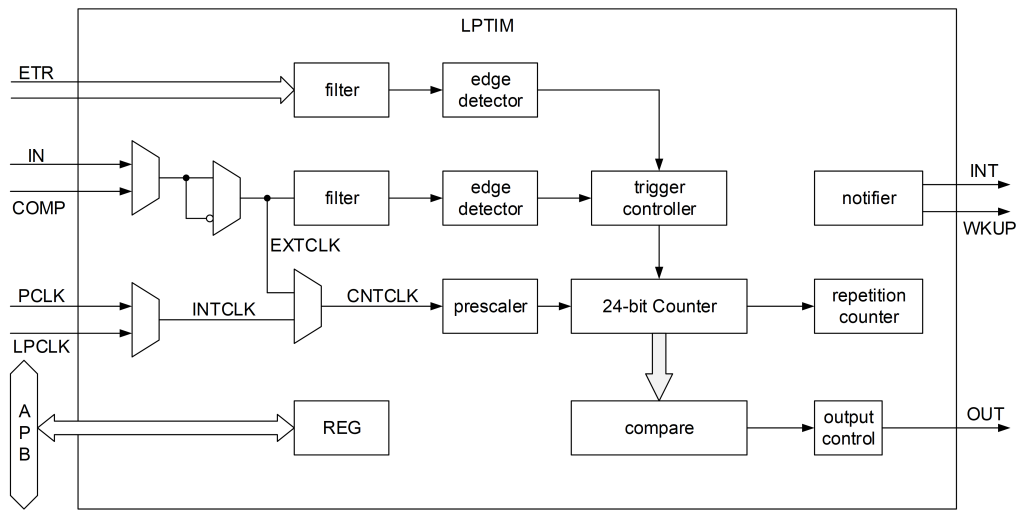 LPTIM
ETR
filter
edge
detector
IN
COMP
filter
edge
detector
trigger
controller
notifier
INT
WKUP
EXTCLK
PCLK
LPCLK
INTCLK
CNTCLK
prescaler
24-bit Counter
repetition
counter
A
P
B
REG
compare
output
control
OUT